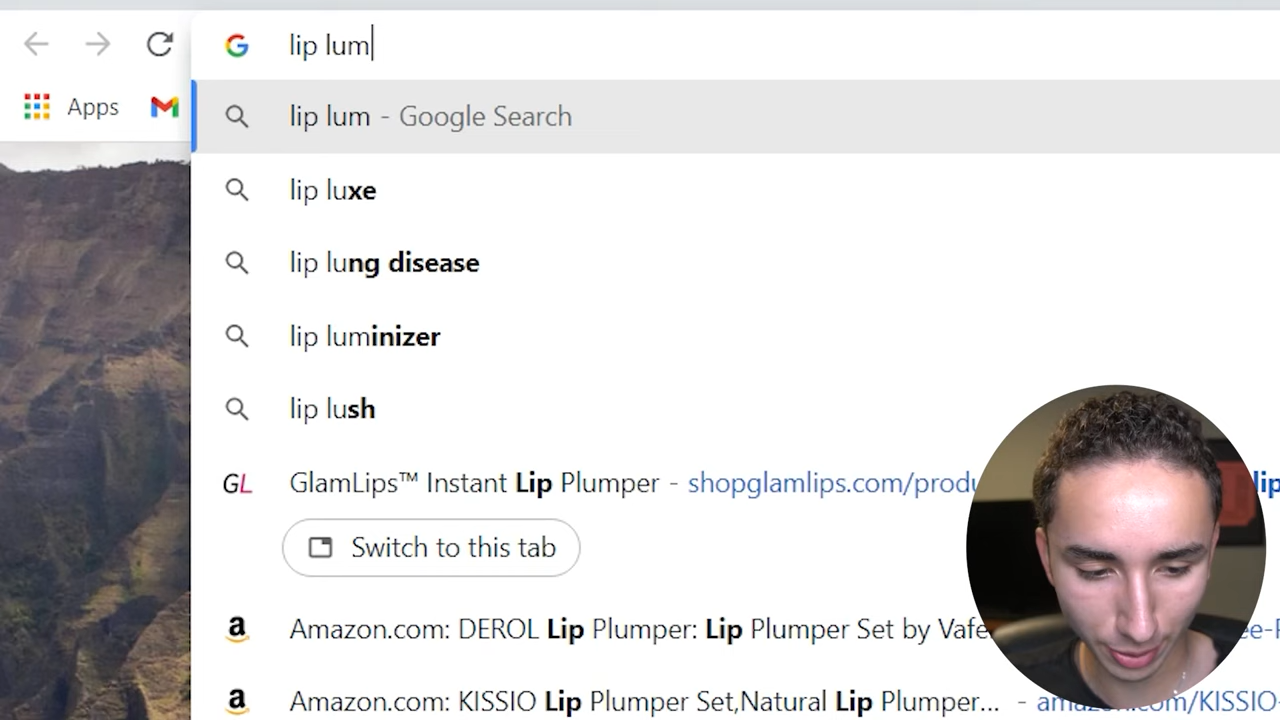 lip lum
Apps
lip lum - Google Search
lip luxe
lip lung disease
lip luminizer
lip lush
GL GlamLips™ Instant Lip Plumper - shopglamlips.com/produ lip
Switch to this tab
Amazon.com: DEROL Lip Plumper: Lip Plumper Set by Vafe ee-F
Amazon.com: KISSIO Lip Plumper Set,Natural Lip Plumper... - amazon.com/KISSIO-